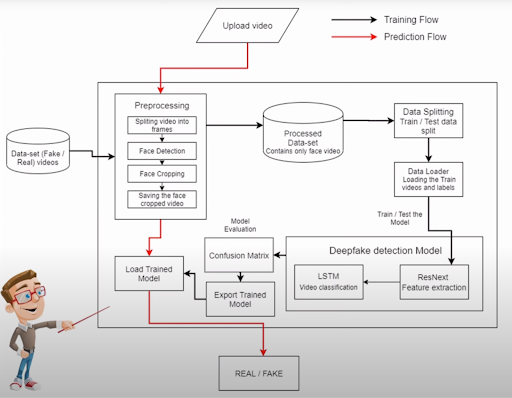 Upload video
Training Flow
Prediction Flow
Preprocessing
Spliting video into
frames
Face Detection
Face Cropping
Saving the face
cropped video
Data-set (Fake /
Real) videos
Processed
Data-set
Contains only face video
Data Splitting
Train / Test data
split
Data Loader
Loading the Train
videos and labels
Train / Test the
Model
Model
Evaluation
Deepfake detection Model
Confusion Matrix
Load Trained
Model
LSTM
Video classification
ResNext
Feature extraction
Export Trained
Model
REAL / FAKE